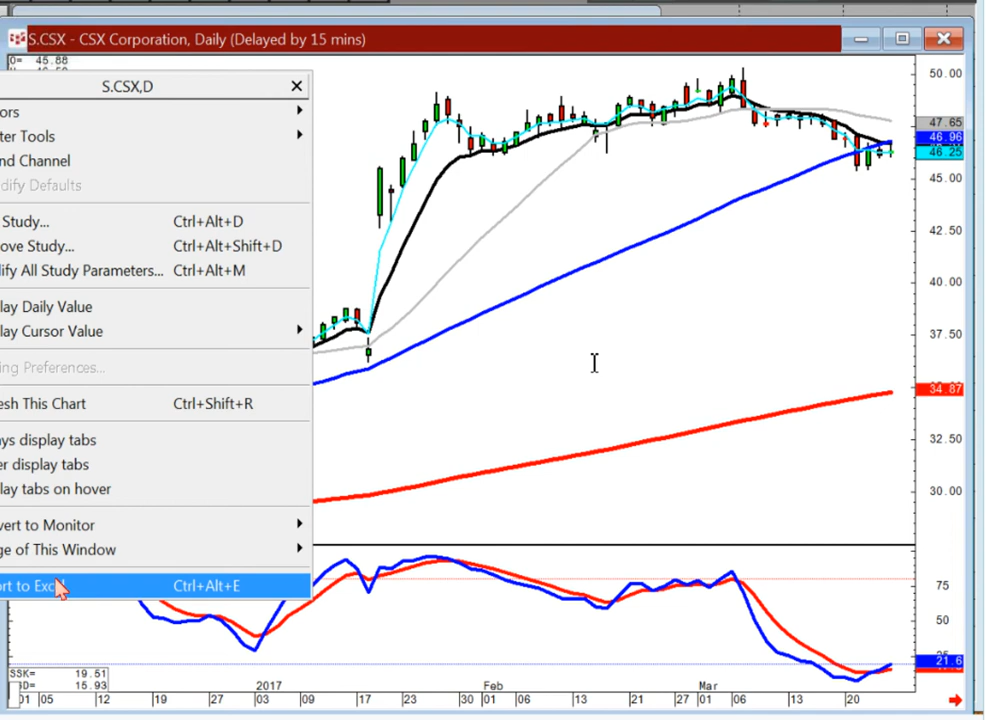 S.CSX - CSX Corporation, Daily (Delayed by 15 mins)
O= 45.88
S.CSX,D
ors
ter Tools
nd Channel
dify Defaults
Study...
Ctrl+Alt+D
ove Study...
Ctrl+Alt+Shift+D
ify All Study Parameters...
Ctrl+Alt+M
lay Daily Value
lay Cursor Value
ing Preferences...
esh This Chart
Ctrl+Shift+R
ays display tabs
er display tabs
lay tabs on hover
vert to Monitor
ge of This Window
ort to Exc
Ctrl+Alt+E
50.00
47.65
46.96
46.25
45.00
42.50
40.00
37.50
34.87
32.50
30.00
75
50
25
21.6
SSK= 19.51
D= 15.93
2017 Feb Mar
01 05 12 19 27 03 09 17 23 30 01 06 13 21 27 01 06 13 20